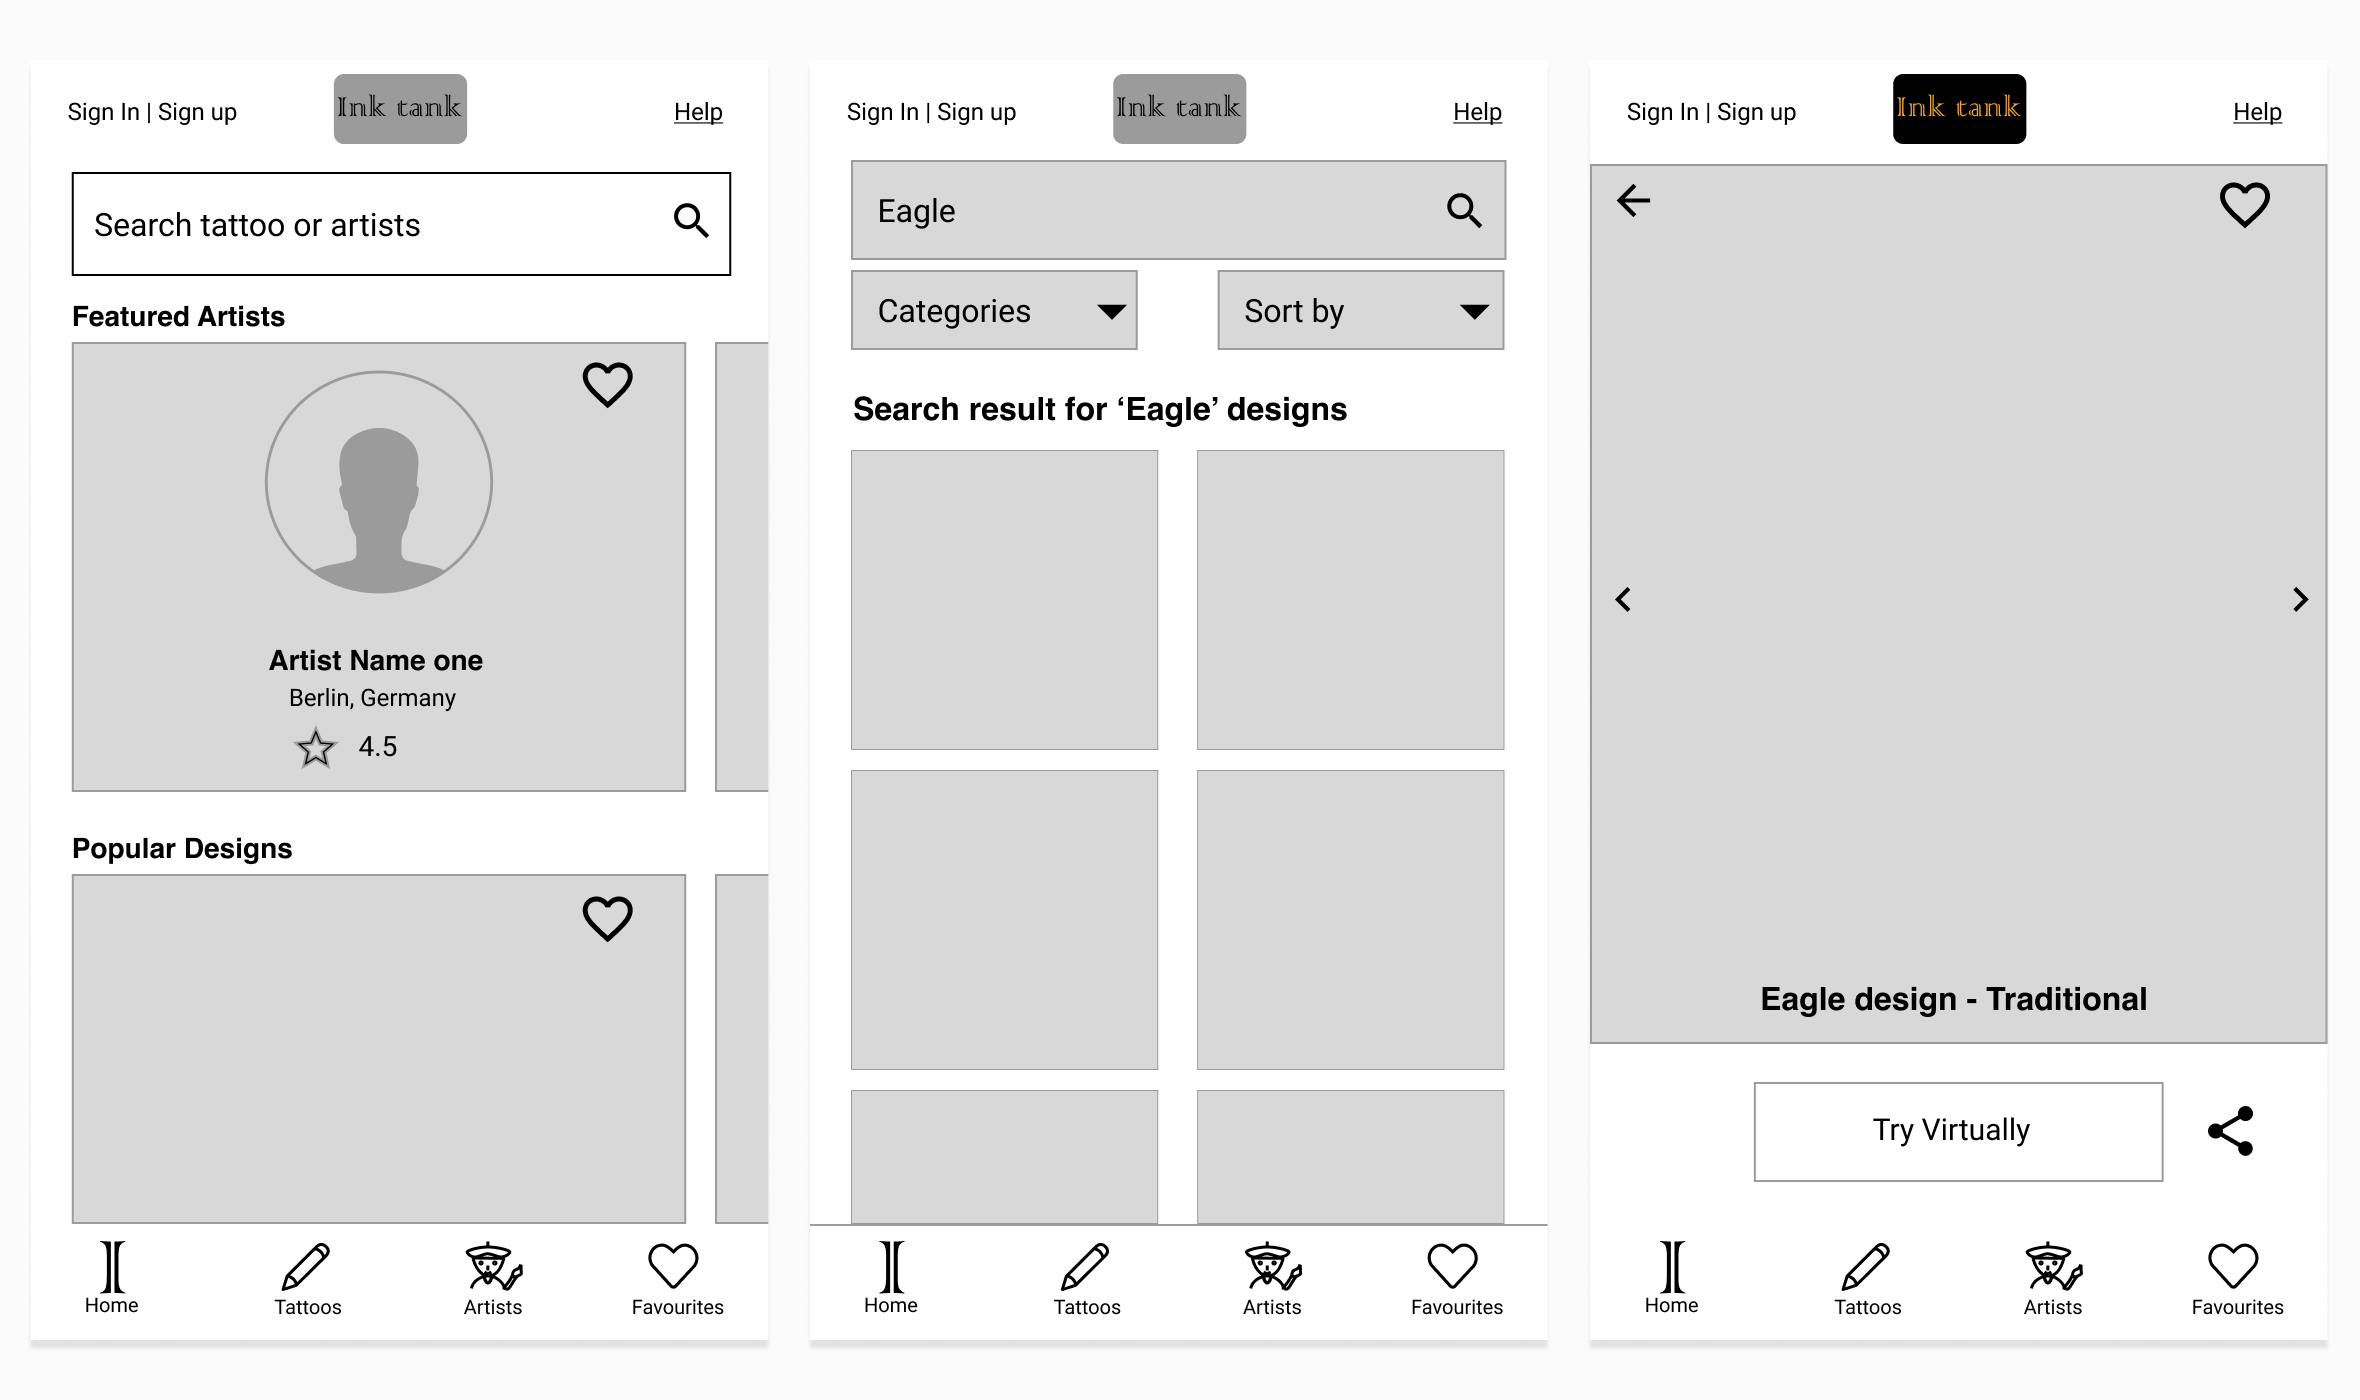 Sign In | Sign up
Ink tank
Help
Search tattoo or artists
Featured Artists
Artist Name one
Berlin, Germany
4.5
Popular Designs
Home
Tattoos
Artists
Favourites
Sign In | Sign up
Ink tank
Help
Eagle
Categories
Sort by
Search result for ‘Eagle’ designs
Home
Tattoos
Artists
Favourites
Sign In | Sign up
Ink tank
Help
Eagle design - Traditional
Try Virtually
Home
Tattoos
Artists
Favourites